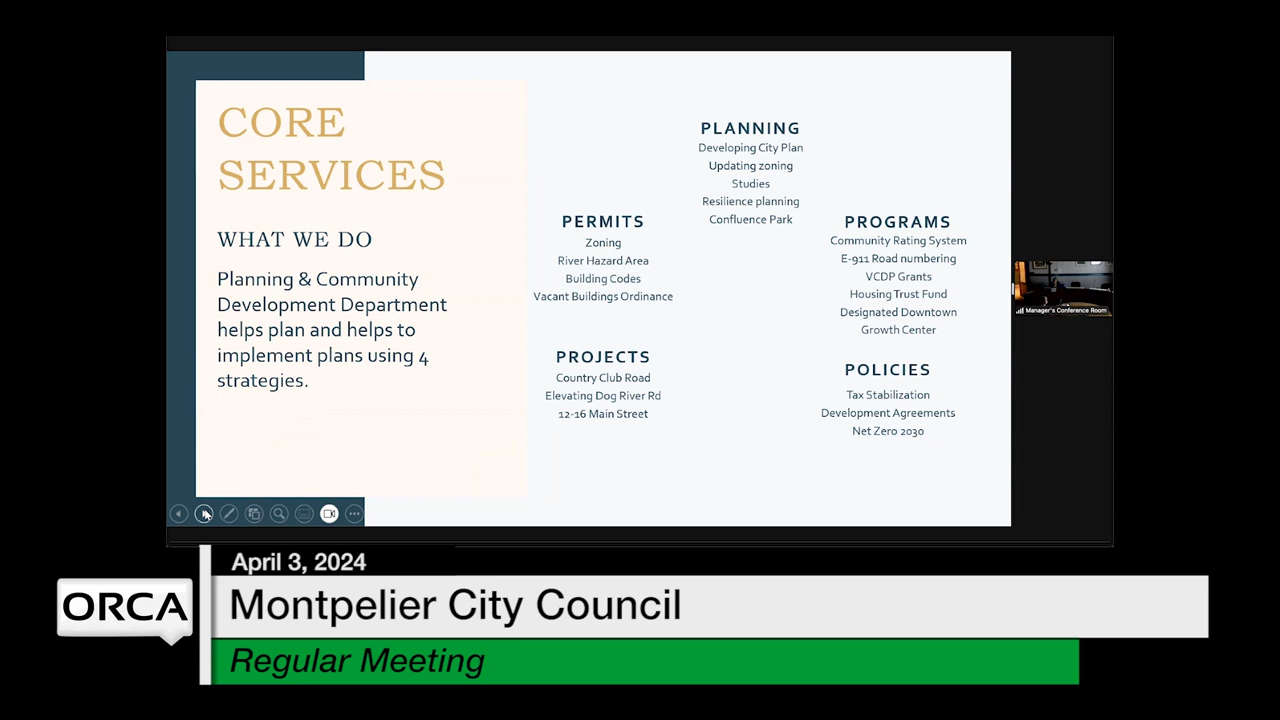 CORE
SERVICES
WHAT WE DO
Planning & Community
Development Department
helps plan and helps to
implement plans using 4
strategies.
PLANNING
Developing City Plan
Updating zoning
Studies
Resilience planning
Confluence Park
PERMITS
Zoning
River Hazard Area
Building Codes
Vacant Buildings Ordinance
PROGRAMS
Community Rating System
E-911 Road numbering
VCDP Grants
Housing Trust Fund
Designated Downtown
Growth Center
PROJECTS
Country Club Road
Elevating Dog River Rd
12-16 Main Street
POLICIES
Tax Stabilization
Development Agreements
Net Zero 2030
Manager's Conference Room
April 3, 2024
ORCA
Montpelier City Council
Regular Meeting